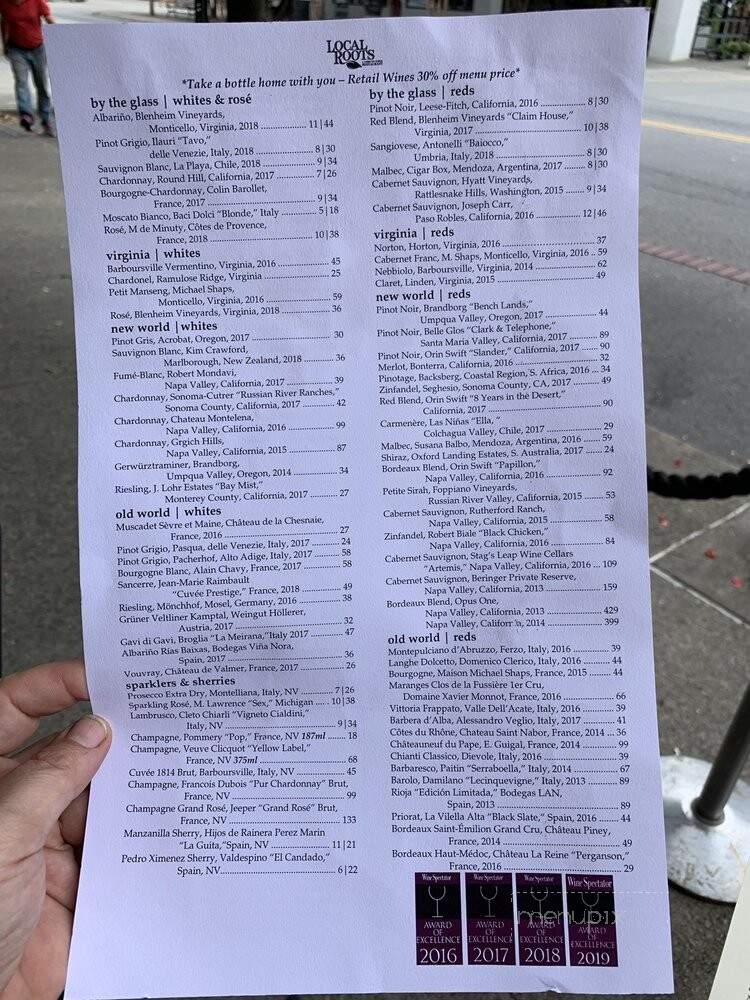 LOCAL
ROOTS
*Take a bottle home with you – Retail Wines 30% off menu price*
by the glass | whites & rosé
Albariño, Blenheim Vineyards,
Monticello, Virginia, 2018 .................. 11|44
Pinot Grigio, Ilauri "Tavo,"
delle Venezie, Italy, 2018 .................. 8|30
Sauvignon Blanc, La Playa, Chile, 2018 .................. 9|34
Chardonnay, Round Hill, California, 2017 .................. 7|26
Bourgogne-Chardonnay, Colin Barollet,
France, 2017 .................. 9|34
Moscato Bianco, Baci Dolci "Blonde," Italy .................. 5|18
Rosé, M de Minuty, Côtes de Provence,
France, 2018 .................. 10|38
virginia | whites
Barboursville Vermentino, Virginia, 2016 .................. 45
Chardonel, Ramulose Ridge, Virginia .................. 25
Petit Manseng, Michael Shaps,
Monticello, Virginia, 2016 .................. 59
Rosé, Blenheim Vineyards, Virginia, 2018 .................. 36
new world | whites
Pinot Gris, Acrobat, Oregon, 2017 .................. 30
Sauvignon Blanc, Kim Crawford,
Marlborough, New Zealand, 2018 .................. 36
Fumé-Blanc, Robert Mondavi,
Napa Valley, California, 2017 .................. 39
Chardonnay, Sonoma-Cutrer "Russian River Ranches,"
Sonoma County, California, 2017 .................. 42
Chardonnay, Chateau Montelena,
Napa Valley, California, 2016 .................. 99
Chardonnay, Grgich Hills,
Napa Valley, California, 2015 .................. 87
Gerwürztraminer, Brandborg,
Umpqua Valley, Oregon, 2014 .................. 34
Riesling, J. Lohr Estates "Bay Mist,"
Monterey County, California, 2017 .................. 27
old world | whites
Muscadet Sèvre et Maine, Château de la Chesnaie,
France, 2016 .................. 27
Pinot Grigio, Pasqua, delle Venezie, Italy, 2017 .................. 24
Pinot Grigio, Pacherhof, Alto Adige, Italy, 2017 .................. 58
Bourgogne Blanc, Alain Chavy, France, 2017 .................. 58
Sancerre, Jean-Marie Raimbault
"Cuvée Prestige," France, 2018 .................. 49
Riesling, Mönchhof, Mosel, Germany, 2016 .................. 38
Grüner Veltliner Kamptal, Weingut Höllerer,
Austria, 2017 .................. 32
Gavi di Gavi, Broglia "La Meirana,"Italy 2017 .................. 47
Albariño Rías Baixas, Bodegas Viña Nora,
Spain, 2017 .................. 36
Vouvray, Château de Valmer, France, 2017 .................. 26
sparklers & sherries
Prosecco Extra Dry, Montelliana, Italy, NV .................. 7|26
Sparkling Rosé, M. Lawrence "Sex," Michigan ..... 10|38
Lambrusco, Cleto Chiarli "Vigneto Cialdini,"
Italy, NV .................. 9|34
Champagne, Pommery "Pop," France, NV 187ml ....... 18
Champagne, Veuve Clicquot "Yellow Label,"
France, NV 375ml .................. 68
Cuvée 1814 Brut, Barboursville, Italy, NV .................. 45
Champagne, Francois Dubois "Pur Chardonnay" Brut,
France, NV .................. 99
Champagne Grand Rosé, Jeeper "Grand Rosé" Brut,
France, NV .................. 133
Manzanilla Sherry, Hijos de Rainera Perez Marin
"La Guita,"Spain, NV .................. 11|21
Pedro Ximenez Sherry, Valdespino "El Candado,"
Spain, NV.................. 6|22
by the glass | reds
Pinot Noir, Leese-Fitch, California, 2016 .................. 8|30
Red Blend, Blenheim Vineyards "Claim House,"
Virginia, 2017 .................. 10|38
Sangiovese, Antonelli "Baiocco,"
Umbria, Italy, 2018 .................. 8|30
Malbec, Cigar Box, Mendoza, Argentina, 2017 ........ 8|30
Cabernet Sauvignon, Hyatt Vineyards,
Rattlesnake Hills, Washington, 2015 ....... 9|34
Cabernet Sauvignon, Joseph Carr,
Paso Robles, California, 2016 .................. 12|46
virginia | reds
Norton, Horton, Virginia, 2016 .................. 37
Cabernet Franc, M. Shaps, Monticello, Virginia, 2016 .. 59
Nebbiolo, Barboursville, Virginia, 2014 .................. 62
Claret, Linden, Virginia, 2015 .................. 49
new world | reds
Pinot Noir, Brandborg "Bench Lands,"
Umpqua Valley, Oregon, 2017 .................. 44
Pinot Noir, Belle Glos "Clark & Telephone,"
Santa Maria Valley, California, 2017 .................. 89
Pinot Noir, Orin Swift "Slander," California, 2017 ...... 90
Merlot, Bonterra, California, 2016 .................. 32
Pinotage, Backsberg, Coastal Region, S. Africa, 2016 ... 34
Zinfandel, Seghesio, Sonoma County, CA, 2017 .......... 49
Red Blend, Orin Swift "8 Years in the Desert,"
California, 2017 .................. 90
Carmenère, Las Niñas "Ella, "
Colchagua Valley, Chile, 2017 .................. 29
Malbec, Susana Balbo, Mendoza, Argentina, 2016 ....... 59
Shiraz, Oxford Landing Estates, S. Australia, 2017 ...... 24
Bordeaux Blend, Orin Swift "Papillon,"
Napa Valley, California, 2016 .................. 92
Petite Sirah, Foppiano Vineyards,
Russian River Valley, California, 2015 ....... 53
Cabernet Sauvignon, Rutherford Ranch,
Napa Valley, California, 2015 .................. 58
Zinfandel, Robert Biale "Black Chicken,"
Napa Valley, California, 2016 .................. 84
Cabernet Sauvignon, Stag's Leap Wine Cellars
"Artemis," Napa Valley, California, 2016 ... 109
Cabernet Sauvignon, Beringer Private Reserve,
Napa Valley, California, 2013 .................. 159
Bordeaux Blend, Opus One,
Napa Valley, California, 2013 .................. 429
Napa Valley, California, 2014 .................. 399
old world | reds
Montepulciano d'Abruzzo, Ferzo, Italy, 2016 .................. 39
Langhe Dolcetto, Domenico Clerico, Italy, 2016 ........... 44
Bourgogne, Maison Michael Shaps, France, 2015 .......... 44
Maranges Clos de la Fussière 1er Cru,
Domaine Xavier Monnot, France, 2016 .......... 66
Vittoria Frappato, Valle Dell'Acate, Italy, 2016 .............. 39
Barbera d'Alba, Alessandro Veglio, Italy, 2017 .............. 41
Côtes du Rhône, Chateau Saint Nabor, France, 2014 ... 36
Châteauneuf du Pape, E. Guigal, France, 2014 ............. 99
Chianti Classico, Dievole, Italy, 2016 .................. 39
Barbaresco, Paitin "Serraboella," Italy, 2014 .................. 67
Barolo, Damilano "Lecinquevigne," Italy, 2013 .............. 89
Rioja "Edición Limitada," Bodegas LAN,
Spain, 2013 .................. 89
Priorat, La Vilella Alta "Black Slate," Spain, 2016 ......... 44
Bordeaux Saint-Émilion Grand Cru, Château Piney,
France, 2014 .................. 49
Bordeaux Haut-Médoc, Château La Reine "Perganson,"
France, 2016 .................. 29
Wine Spectator Wine Spectator Wine Spectator Wine Spectator
AWARD AWARD AWARD AWARD
OF OF OF OF
EXCELLENCE EXCELLENCE EXCELLENCE EXCELLENCE
2016 2017 2018 2019
menupix